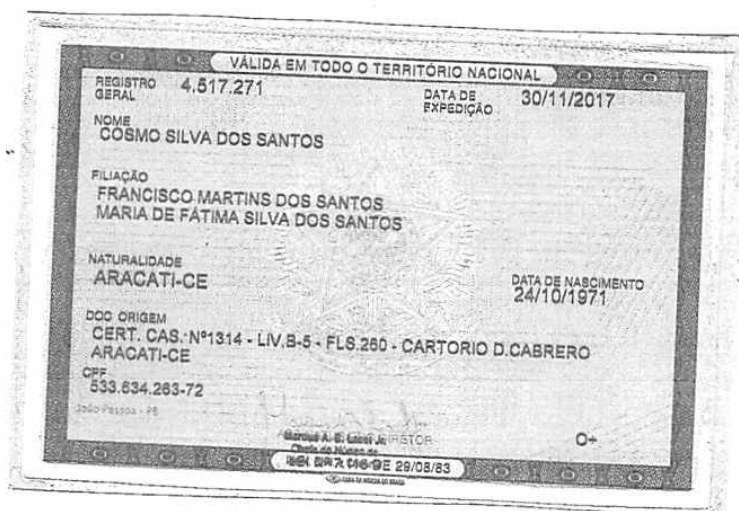 VÁLIDA EM TODO O TERRITÓRIO NACIONAL
REGISTRO GERAL 4.517.271 DATA DE EXPEDIÇÃO 30/11/2017
NOME
COSMO SILVA DOS SANTOS
FILIAÇÃO
FRANCISCO MARTINS DOS SANTOS
MARIA DE FÁTIMA SILVA DOS SANTOS
NATURALIDADE
ARACATI-CE
DATA DE NASCIMENTO
24/10/1971
DOC ORIGEM
CERT. CAS. Nº1314 - LIV.B-5 - FLS.260 - CARTORIO D.CABRERO
ARACATI-CE
CPF
533.634.263-72
João Pessoa - PB
DIRETOR
O+
29/08/83